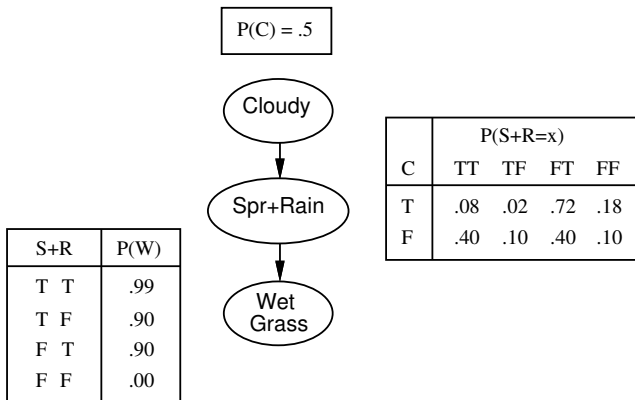 P(C) = .5
Cloudy
Spr+Rain
Wet
Grass
P(S+R=x)
C TT TF FT FF
T .08 .02 .72 .18
F .40 .10 .40 .10
S+R P(W)
T T .99
T F .90
F T .90
F F .00